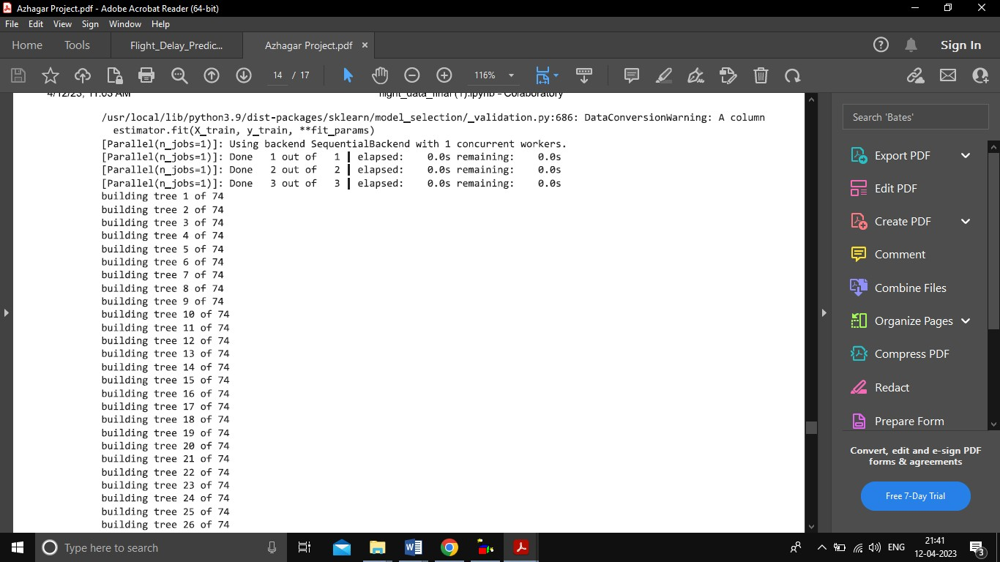 Azhagar Project.pdf - Adobe Acrobat Reader (64-bit)
File Edit View Sign Window Help
Home Tools Flight_Delay_Predic... Azhagar Project.pdf × Sign In
14 / 17 116%
4/12/23, 11:03 AM flight_data_final (1).ipynb - Colaboratory
/usr/local/lib/python3.9/dist-packages/sklearn/model_selection/_validation.py:686: DataConversionWarning: A column
estimator.fit(X_train, y_train, **fit_params)
[Parallel(n_jobs=1)]: Using backend SequentialBackend with 1 concurrent workers.
[Parallel(n_jobs=1)]: Done 1 out of 1 | elapsed: 0.0s remaining: 0.0s
[Parallel(n_jobs=1)]: Done 2 out of 2 | elapsed: 0.0s remaining: 0.0s
[Parallel(n_jobs=1)]: Done 3 out of 3 | elapsed: 0.0s remaining: 0.0s
building tree 1 of 74
building tree 2 of 74
building tree 3 of 74
building tree 4 of 74
building tree 5 of 74
building tree 6 of 74
building tree 7 of 74
building tree 8 of 74
building tree 9 of 74
building tree 10 of 74
building tree 11 of 74
building tree 12 of 74
building tree 13 of 74
building tree 14 of 74
building tree 15 of 74
building tree 16 of 74
building tree 17 of 74
building tree 18 of 74
building tree 19 of 74
building tree 20 of 74
building tree 21 of 74
building tree 22 of 74
building tree 23 of 74
building tree 24 of 74
building tree 25 of 74
building tree 26 of 74
Search 'Bates'
Export PDF
Edit PDF
Create PDF
Comment
Combine Files
Organize Pages
Compress PDF
Redact
Prepare Form
Convert, edit and e-sign PDF
forms & agreements
Free 7-Day Trial
Type here to search
ENG
21:41
12-04-2023
3